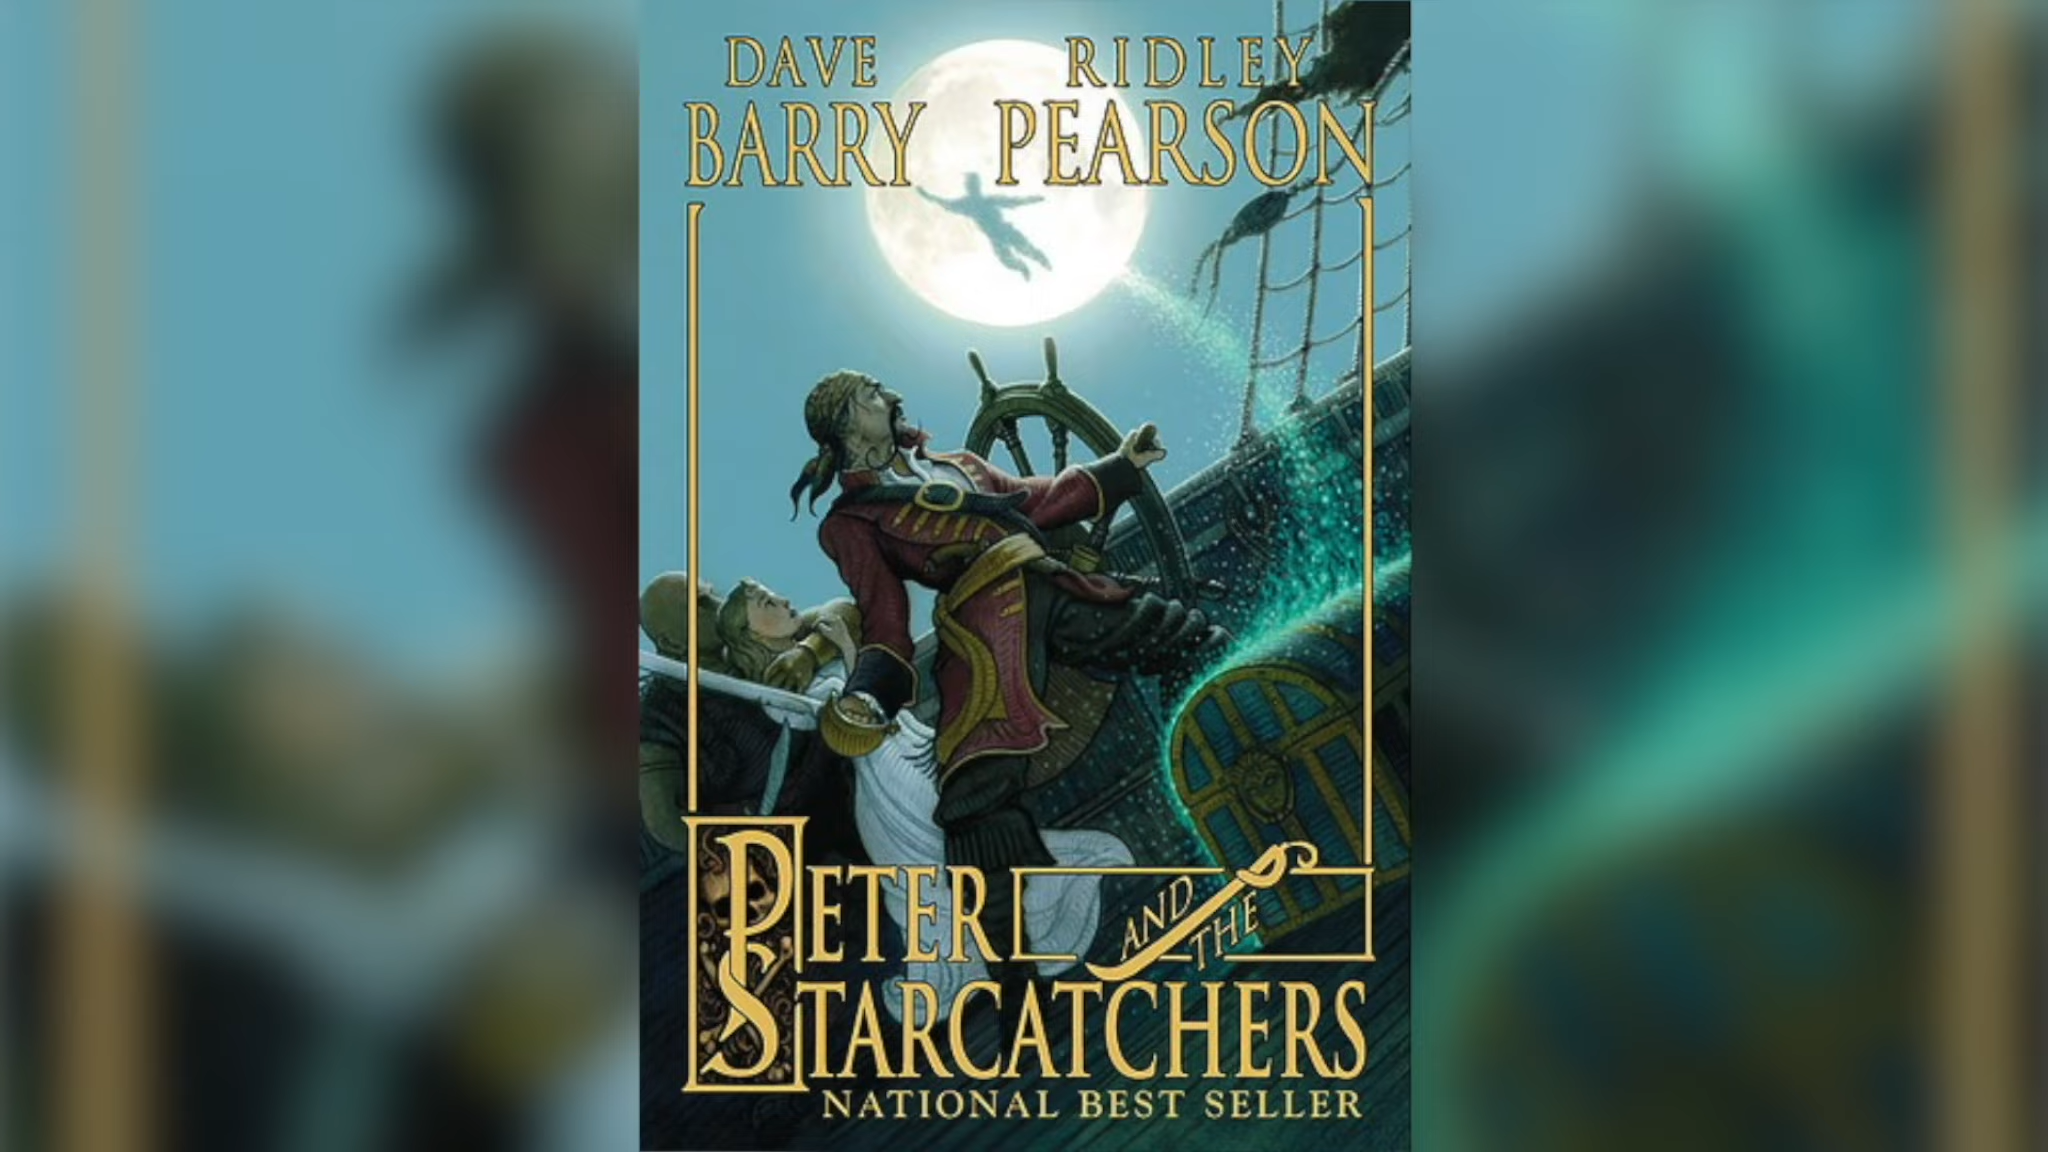 DAVE RIDLEY
BARRY PEARSON
PETER AND THE
STARCATCHERS
NATIONAL BEST SELLER